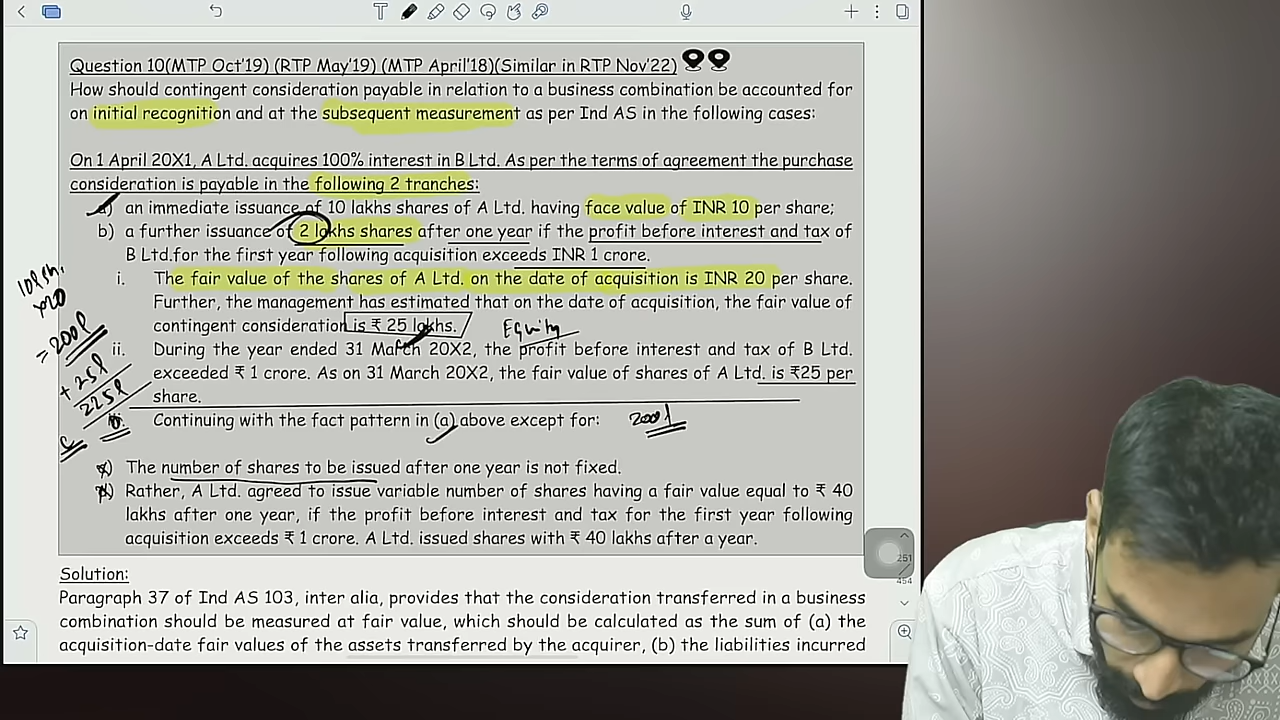 Question 10(MTP Oct'19) (RTP May'19) (MTP April'18)(Similar in RTP Nov'22)
How should contingent consideration payable in relation to a business combination be accounted for
on initial recognition and at the subsequent measurement as per Ind AS in the following cases:
On 1 April 20X1, A Ltd. acquires 100% interest in B Ltd. As per the terms of agreement the purchase
consideration is payable in the following 2 tranches:
a) an immediate issuance of 10 lakhs shares of A Ltd. having face value of INR 10 per share;
b) a further issuance of 2 lakhs shares after one year if the profit before interest and tax of
B Ltd.for the first year following acquisition exceeds INR 1 crore.
i. The fair value of the shares of A Ltd. on the date of acquisition is INR 20 per share.
Further, the management has estimated that on the date of acquisition, the fair value of
contingent consideration is ₹ 25 lakhs. Equity
ii. During the year ended 31 March 20X2, the profit before interest and tax of B Ltd.
exceeded ₹ 1 crore. As on 31 March 20X2, the fair value of shares of A Ltd. is ₹25 per
share.
Continuing with the fact pattern in (a) above except for: 200l
The number of shares to be issued after one year is not fixed.
Rather, A Ltd. agreed to issue variable number of shares having a fair value equal to ₹ 40
lakhs after one year, if the profit before interest and tax for the first year following
acquisition exceeds ₹ 1 crore. A Ltd. issued shares with ₹ 40 lakhs after a year.
10l sh.
x20
= 200l
+ 25l
225l
Solution:
Paragraph 37 of Ind AS 103, inter alia, provides that the consideration transferred in a business
combination should be measured at fair value, which should be calculated as the sum of (a) the
acquisition-date fair values of the assets transferred by the acquirer, (b) the liabilities incurred
251
454